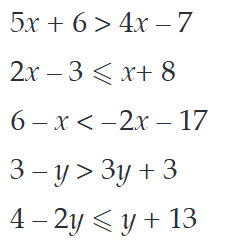 5x + 6 > 4x – 7
2x – 3 ⩽ x+ 8
6 – x < –2x – 17
3 – y > 3y + 3
4 – 2y ⩽ y + 13